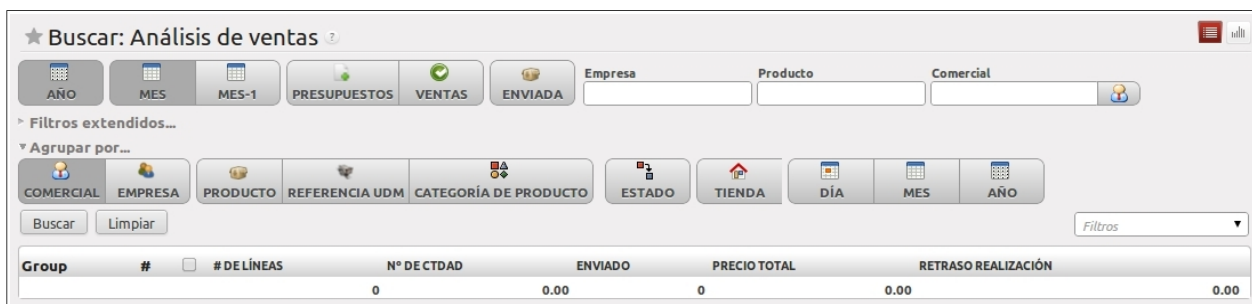 Buscar: Análisis de ventas ?
Empresa Producto Comercial
AÑO MES MES-1 PRESUPUESTOS VENTAS ENVIADA
Filtros extendidos...
Agrupar por...
COMERCIAL EMPRESA PRODUCTO REFERENCIA UDM CATEGORÍA DE PRODUCTO ESTADO TIENDA DÍA MES AÑO
Buscar Limpiar Filtros
Group # # DE LÍNEAS Nº DE CTDAD ENVIADO PRECIO TOTAL RETRASO REALIZACIÓN
0 0.00 0 0.00 0.00